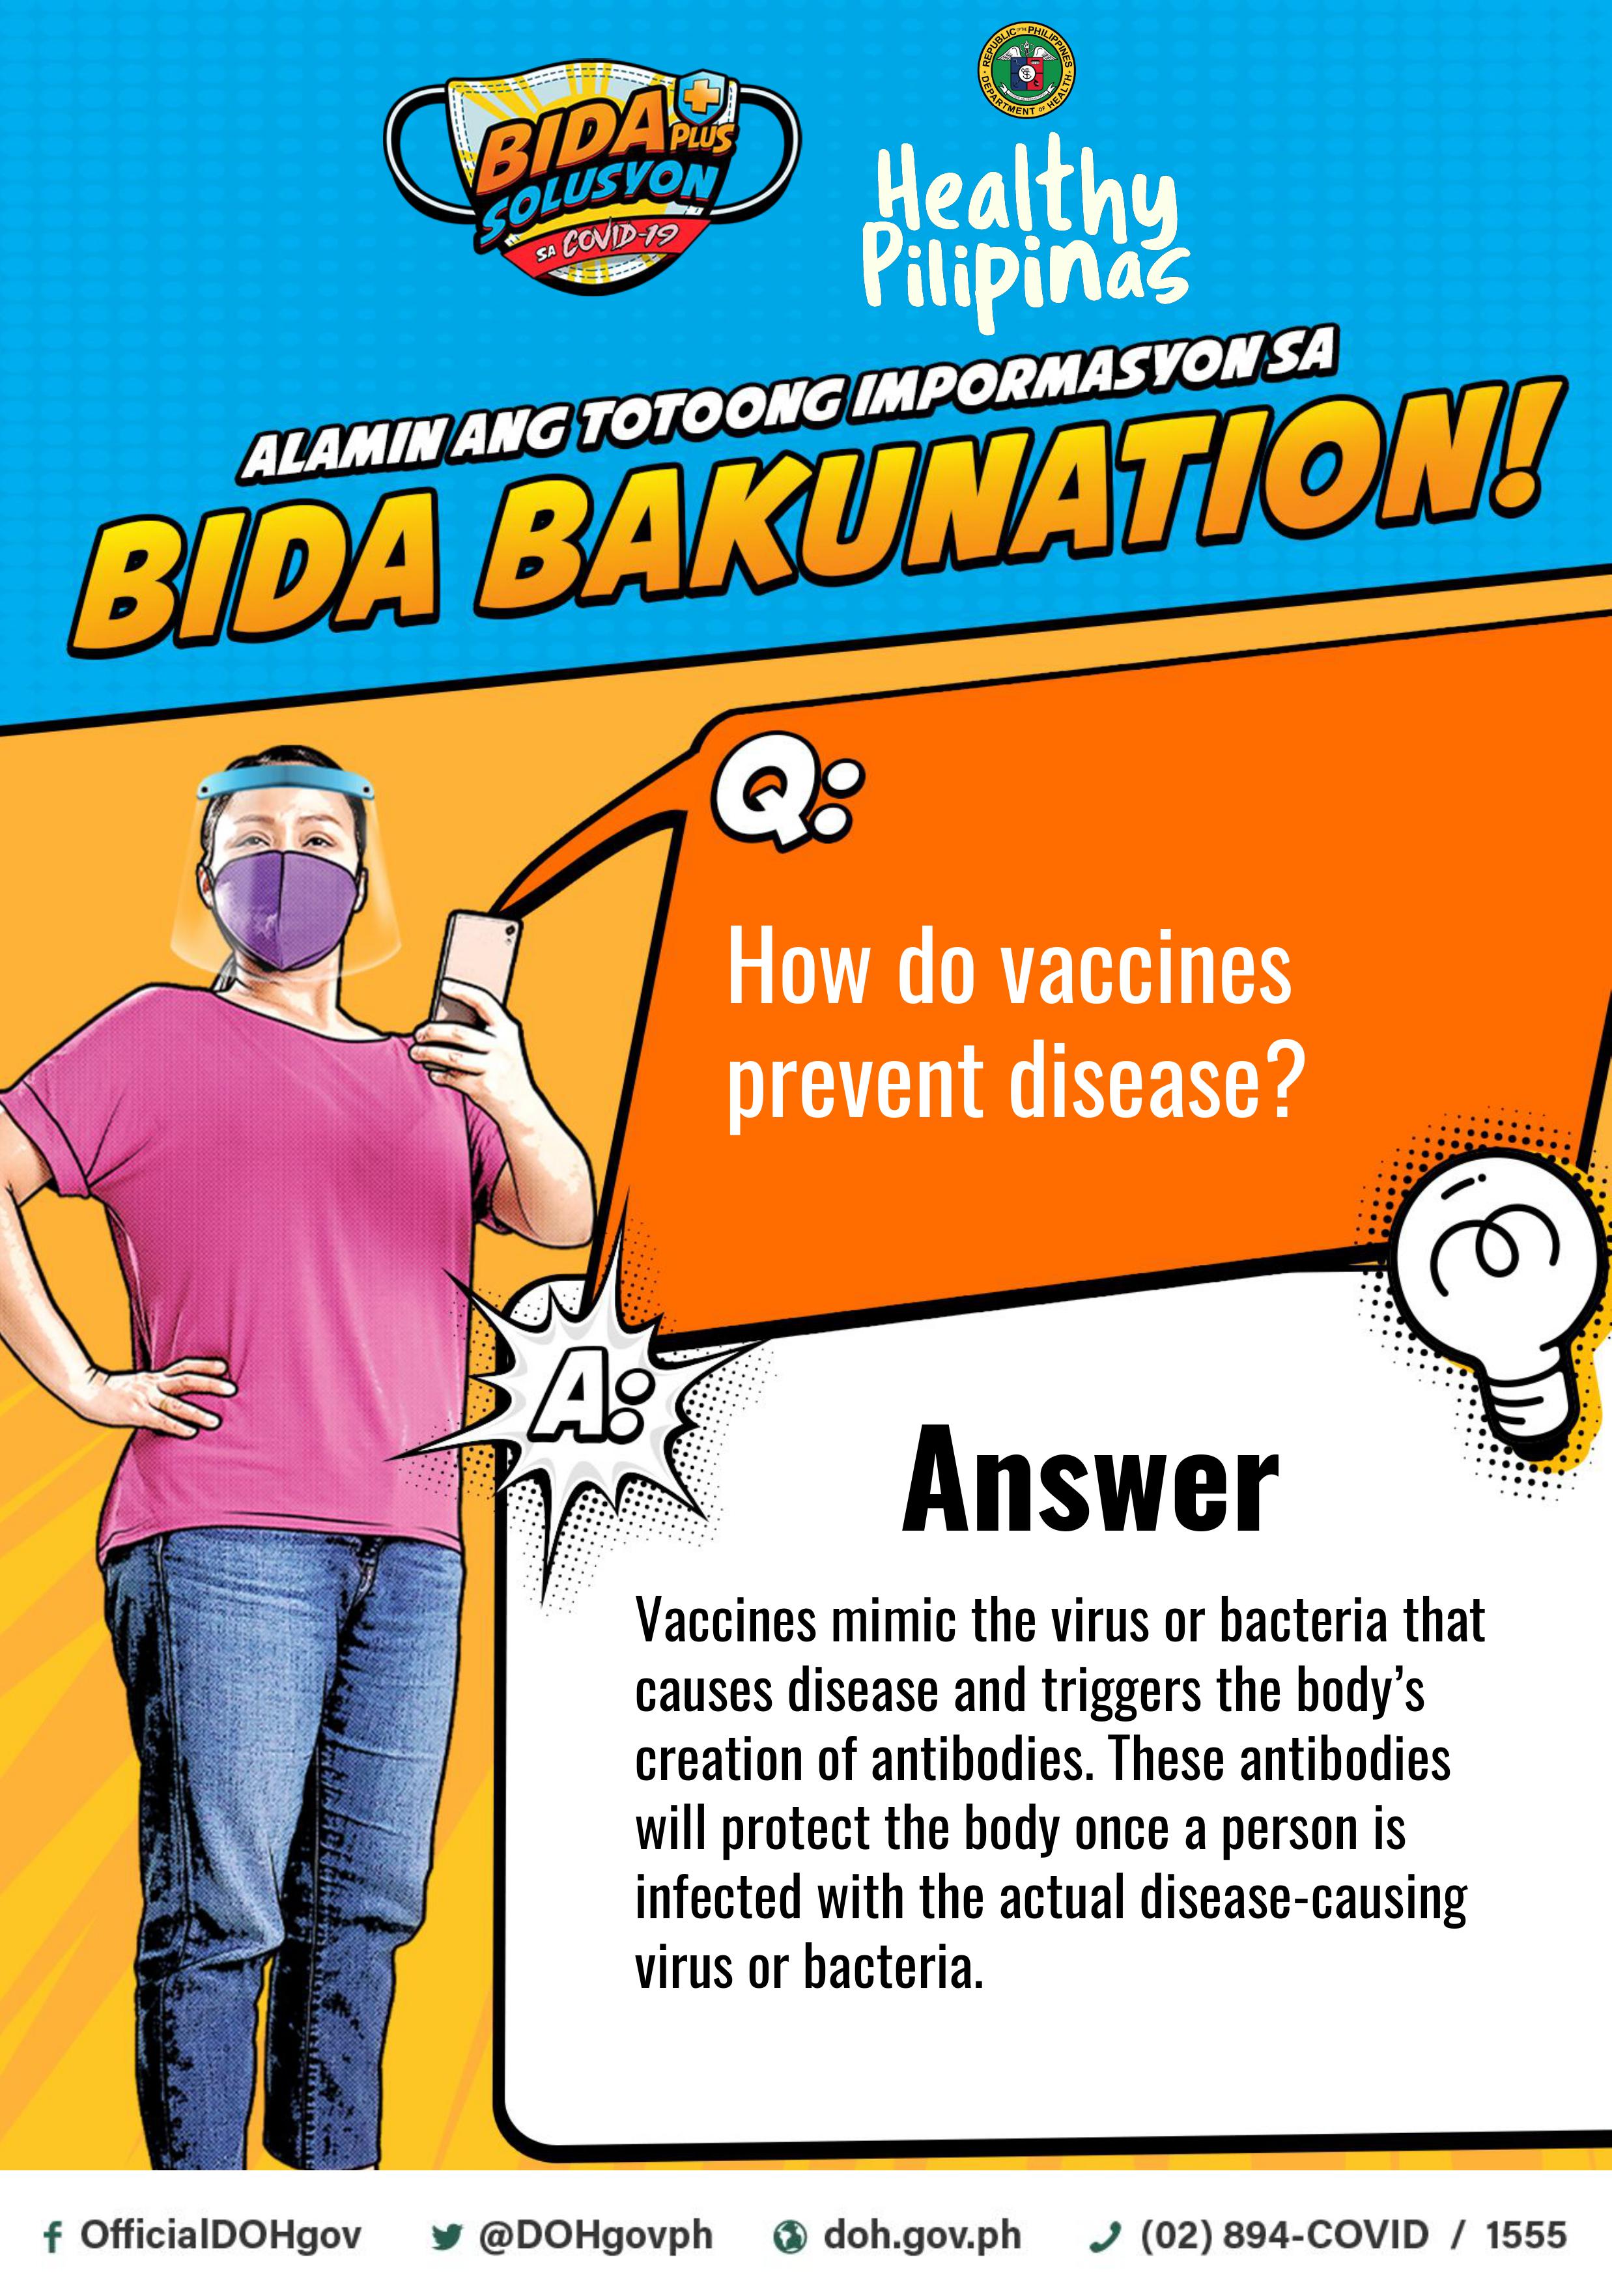 BIDA PLUS
SOLUSYON
SA COVID-19
REPUBLIC OF THE PHILIPPINES
DEPARTMENT OF HEALTH
Healthy
Pilipinas
ALAMIN ANG TOTOONG IMPORMASYON SA
BIDA BAKUNATION!
Q:
How do vaccines
prevent disease?
A:
Answer
Vaccines mimic the virus or bacteria that
causes disease and triggers the body’s
creation of antibodies. These antibodies
will protect the body once a person is
infected with the actual disease-causing
virus or bacteria.
OfficialDOHgov
@DOHgovph
doh.gov.ph
(02) 894-COVID / 1555